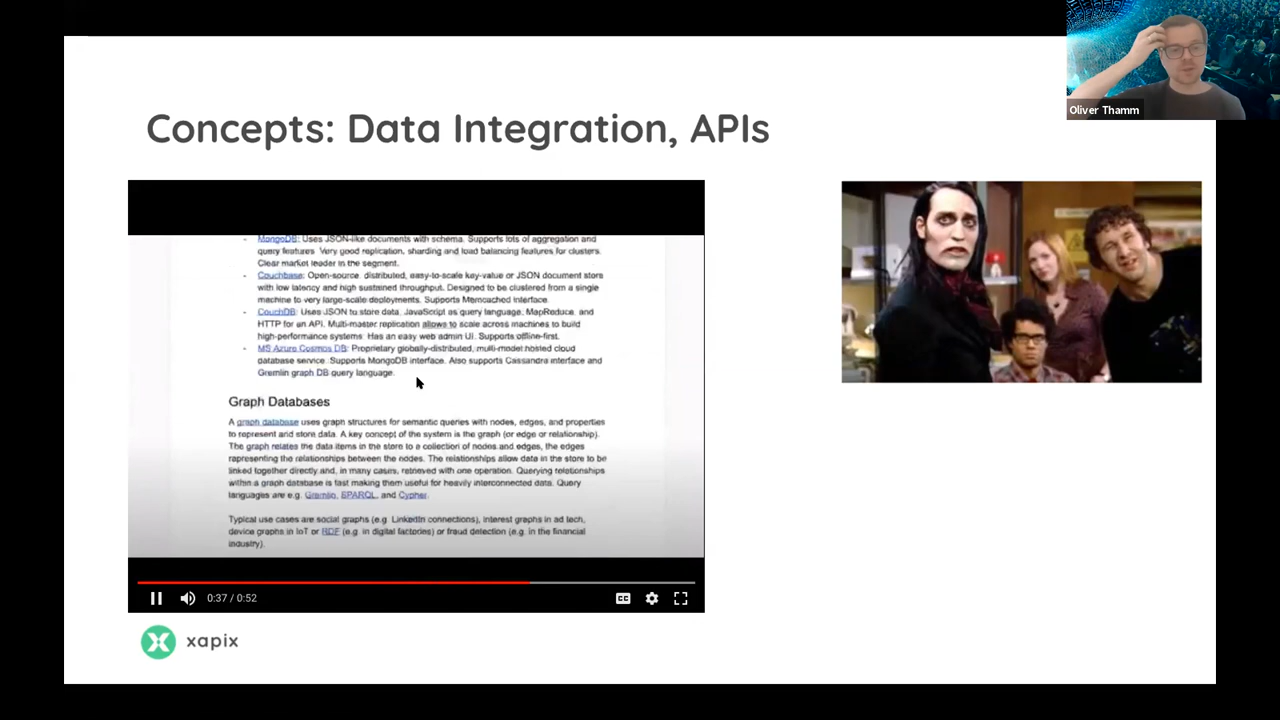 Oliver Thamm
Concepts: Data Integration, APIs
- MongoDB: Uses JSON-like documents with schema. Supports lots of aggregation and
query features. Very good replication, sharding and load balancing features for clusters.
Clear market leader in the segment.
- Couchbase: Open-source, distributed, easy-to-scale key-value or JSON document store
with low latency and high sustained throughput. Designed to be clustered from a single
machine to very large-scale deployments. Supports Memcached interface.
- CouchDB: Uses JSON to store data, JavaScript as query language, MapReduce, and
HTTP for an API. Multi-master replication allows to scale across machines to build
high-performance systems. Has an easy web admin UI. Supports offline-first.
- MS Azure Cosmos DB: Proprietary globally-distributed, multi-model hosted cloud
database service. Supports MongoDB interface. Also supports Cassandra interface and
Gremlin graph DB query language.
Graph Databases
A graph database uses graph structures for semantic queries with nodes, edges, and properties
to represent and store data. A key concept of the system is the graph (or edge or relationship).
The graph relates the data items in the store to a collection of nodes and edges, the edges
representing the relationships between the nodes. The relationships allow data in the store to be
linked together directly and, in many cases, retrieved with one operation. Querying relationships
within a graph database is fast making them useful for heavily interconnected data. Query
languages are e.g. Gremlin, SPARQL, and Cypher.
Typical use cases are social graphs (e.g. LinkedIn connections), interest graphs in ad tech,
device graphs in IoT or RDF (e.g. in digital factories) or fraud detection (e.g. in the financial
industry).
0:37 / 0:52
CC
xapix